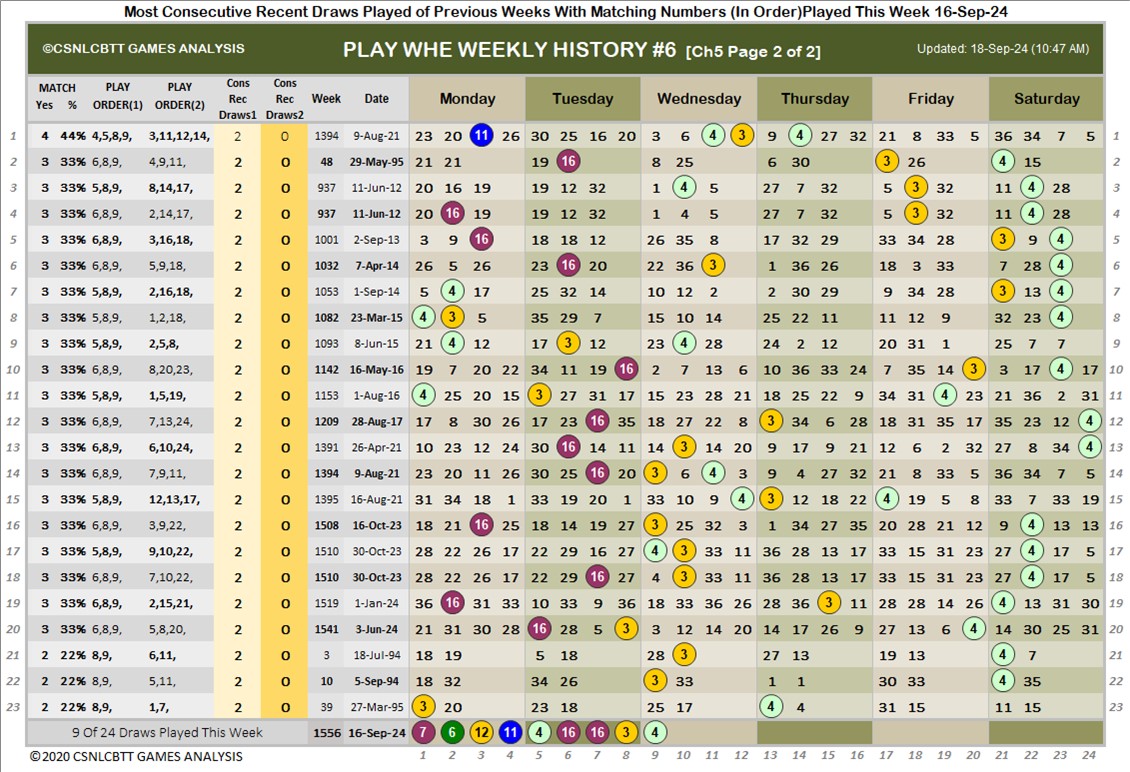 Most Consecutive Recent Draws Played of Previous Weeks With Matching Numbers (In Order)Played This Week 16-Sep-24
©CSNLCBTT GAMES ANALYSIS PLAY WHE WEEKLY HISTORY #6 [Ch5 Page 2 of 2] Updated: 18-Sep-24 (10:47 AM)
MATCH Yes % PLAY ORDER(1) PLAY ORDER(2) Cons Rec Draws1 Cons Rec Draws2 Week Date Monday Tuesday Wednesday Thursday Friday Saturday
1 4 44% 4,5,8,9, 3,11,12,14, 2 0 1394 9-Aug-21 23 20 11 26 30 25 16 20 3 6 4 3 9 4 27 32 21 8 33 5 36 34 7 5 1
2 3 33% 6,8,9, 4,9,11, 2 0 48 29-May-95 21 21 19 16 8 25 6 30 3 26 4 15 2
3 3 33% 5,8,9, 8,14,17, 2 0 937 11-Jun-12 20 16 19 19 12 32 1 4 5 27 7 32 5 3 32 11 4 28 3
4 3 33% 6,8,9, 2,14,17, 2 0 937 11-Jun-12 20 16 19 19 12 32 1 4 5 27 7 32 5 3 32 11 4 28 4
5 3 33% 6,8,9, 3,16,18, 2 0 1001 2-Sep-13 3 9 16 18 18 12 26 35 8 17 32 29 33 34 28 3 9 4 5
6 3 33% 6,8,9, 5,9,18, 2 0 1032 7-Apr-14 26 5 26 23 16 20 22 36 3 1 36 26 18 3 33 7 28 4 6
7 3 33% 5,8,9, 2,16,18, 2 0 1053 1-Sep-14 5 4 17 25 32 14 10 12 2 2 30 29 9 34 28 3 13 4 7
8 3 33% 5,8,9, 1,2,18, 2 0 1082 23-Mar-15 4 3 5 35 29 7 15 10 14 25 22 11 11 12 9 32 23 4 8
9 3 33% 5,8,9, 2,5,8, 2 0 1093 8-Jun-15 21 4 12 17 3 12 23 4 28 24 2 12 20 31 1 25 7 7 9
10 3 33% 6,8,9, 8,20,23, 2 0 1142 16-May-16 19 7 20 22 34 11 19 16 2 7 13 6 10 36 33 24 7 35 14 3 3 17 4 17 10
11 3 33% 5,8,9, 1,5,19, 2 0 1153 1-Aug-16 4 25 20 15 3 27 31 17 15 23 28 21 18 25 22 9 34 31 4 23 21 36 2 31 11
12 3 33% 6,8,9, 7,13,24, 2 0 1209 28-Aug-17 17 8 30 26 17 23 16 35 18 27 22 8 3 34 6 28 18 31 35 17 35 23 12 4 12
13 3 33% 6,8,9, 6,10,24, 2 0 1391 26-Apr-21 10 23 12 24 30 16 14 11 14 3 14 20 9 17 9 21 12 6 2 32 27 8 34 4 13
14 3 33% 6,8,9, 7,9,11, 2 0 1394 9-Aug-21 23 20 11 26 30 25 16 20 3 6 4 3 9 4 27 32 21 8 33 5 36 34 7 5 14
15 3 33% 5,8,9, 12,13,17, 2 0 1395 16-Aug-21 31 34 18 1 33 19 20 1 33 10 9 4 3 12 18 22 4 19 5 8 33 7 33 19 15
16 3 33% 6,8,9, 3,9,22, 2 0 1508 16-Oct-23 18 21 16 25 18 14 19 27 3 25 32 3 1 34 27 35 20 28 21 12 9 4 13 13 16
17 3 33% 5,8,9, 9,10,22, 2 0 1510 30-Oct-23 28 22 26 17 22 29 16 27 4 3 33 11 36 28 13 17 33 15 31 23 27 4 17 5 17
18 3 33% 6,8,9, 7,10,22, 2 0 1510 30-Oct-23 28 22 26 17 22 29 16 27 4 3 33 11 36 28 13 17 33 15 31 23 27 4 17 5 18
19 3 33% 6,8,9, 2,15,21, 2 0 1519 1-Jan-24 36 16 31 33 10 33 9 36 18 33 36 26 28 36 3 11 28 28 14 26 4 13 31 30 19
20 3 33% 6,8,9, 5,8,20, 2 0 1541 3-Jun-24 21 31 30 28 16 28 5 3 3 12 14 20 14 17 26 9 27 13 6 4 14 30 25 31 20
21 2 22% 8,9, 6,11, 2 0 3 18-Jul-94 18 19 5 18 28 3 27 13 19 13 4 7 21
22 2 22% 8,9, 5,11, 2 0 10 5-Sep-94 18 32 34 26 3 33 1 1 30 33 4 35 22
23 2 22% 8,9, 1,7, 2 0 39 27-Mar-95 3 20 23 18 25 17 4 4 31 15 11 15 23
9 Of 24 Draws Played This Week 1556 16-Sep-24 7 6 12 11 4 16 16 3 4
©2020 CSNLCBTT GAMES ANALYSIS 1 2 3 4 5 6 7 8 9 10 11 12 13 14 15 16 17 18 19 20 21 22 23 24